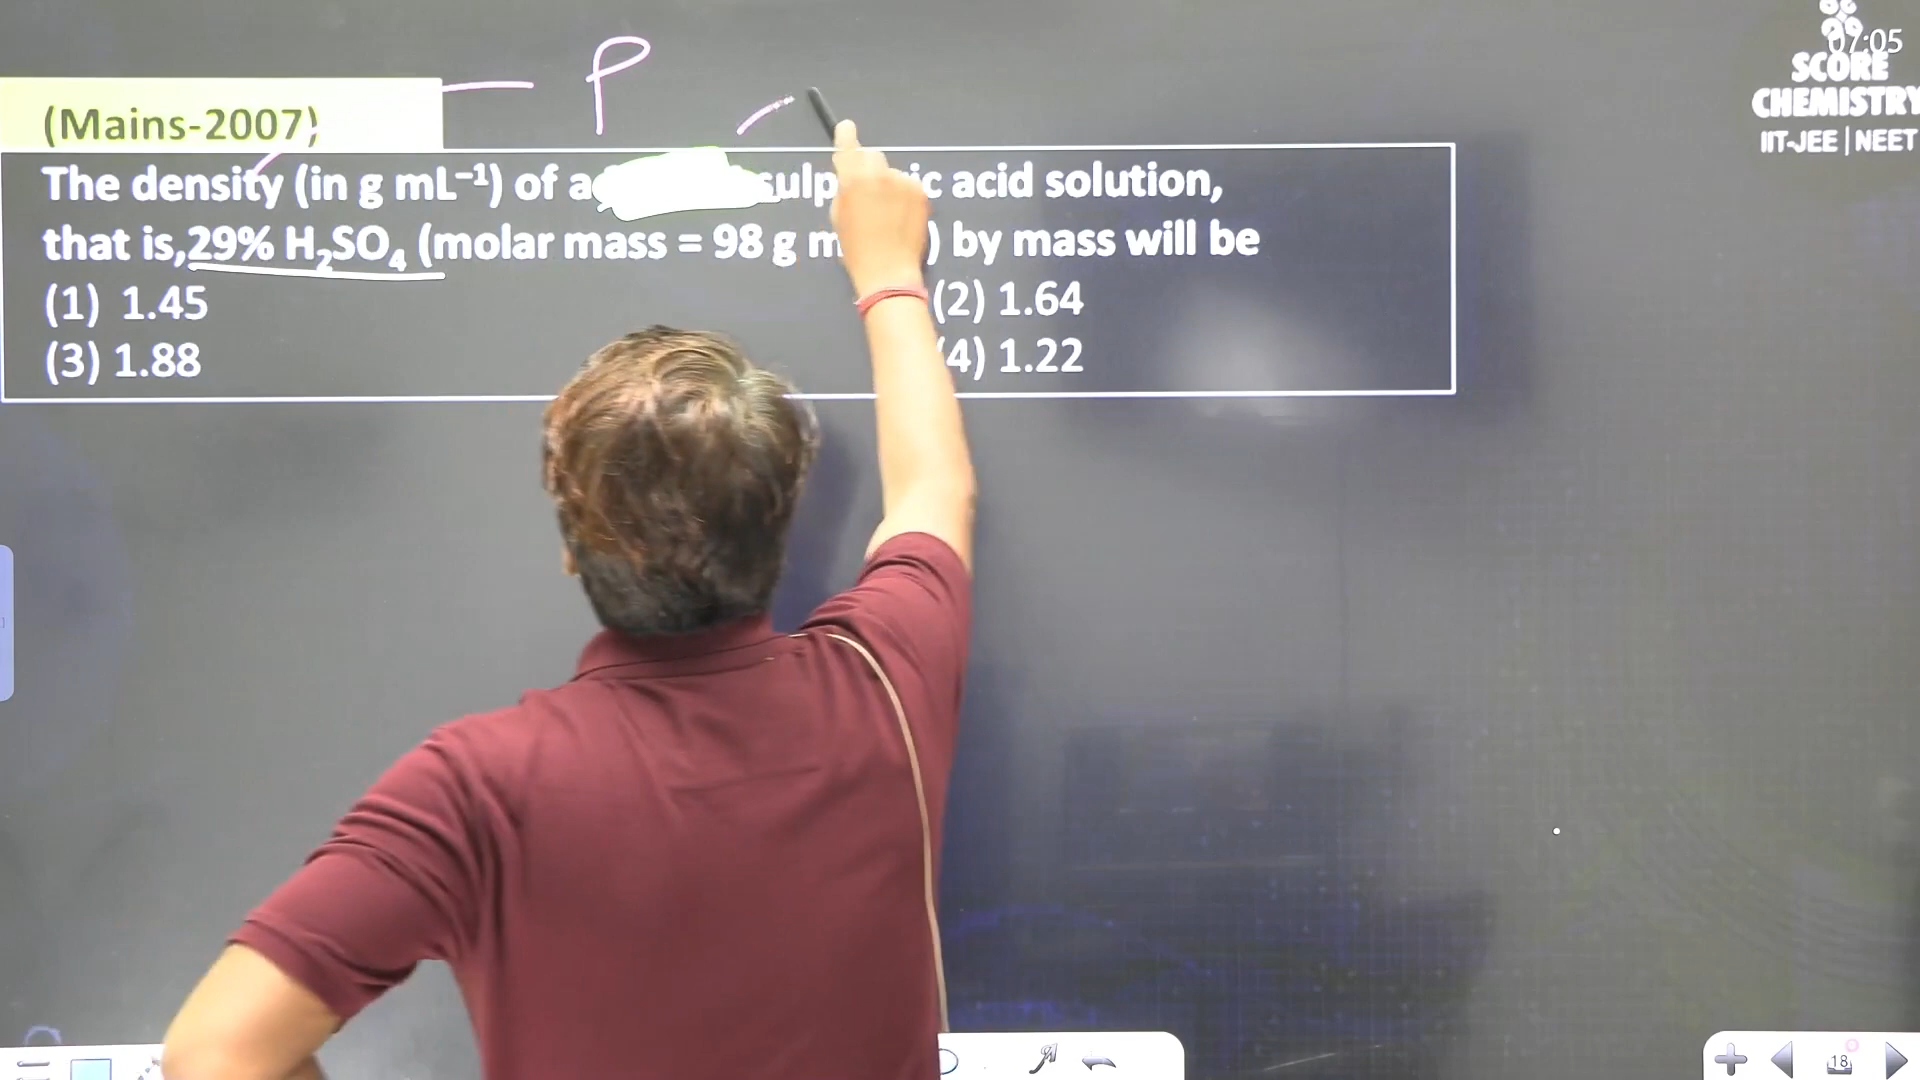 07:05
SCORE
CHEMISTRY
IIT-JEE | NEET
P
(Mains-2007)
The density (in g mL⁻¹) of a acid solution,
that is, 29% H₂SO₄ (molar mass = 98 g ) by mass will be
(1) 1.45 (2) 1.64
(3) 1.88 (4) 1.22
18